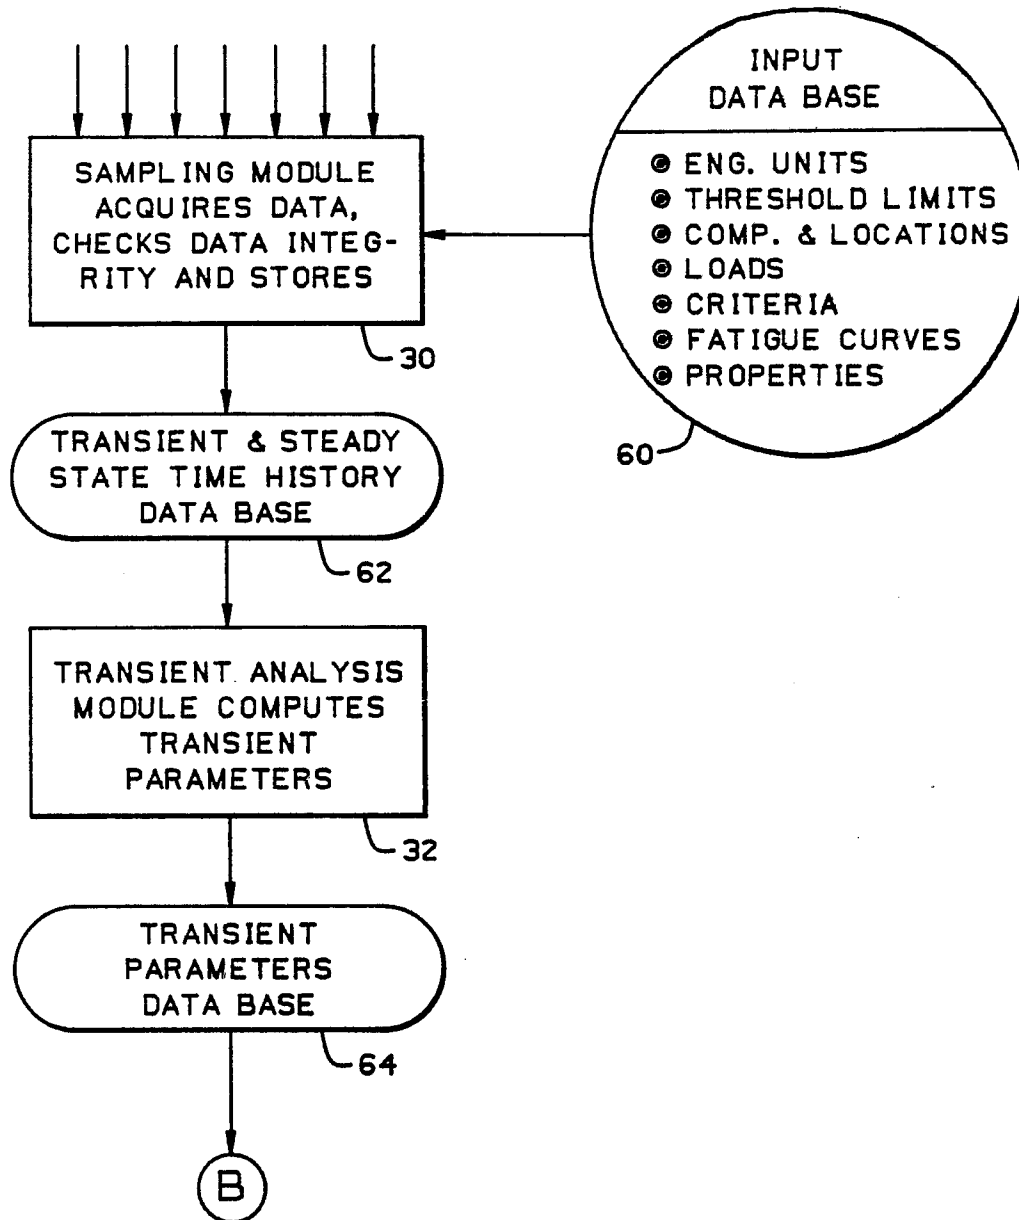 INPUT
DATA BASE
SAMPLING MODULE
ACQUIRES DATA,
CHECKS DATA INTEG-
RITY AND STORES
30
ENG. UNITS
THRESHOLD LIMITS
COMP. & LOCATIONS
LOADS
CRITERIA
FATIGUE CURVES
PROPERTIES
60
TRANSIENT & STEADY
STATE TIME HISTORY
DATA BASE
62
TRANSIENT ANALYSIS
MODULE COMPUTES
TRANSIENT
PARAMETERS
32
TRANSIENT
PARAMETERS
DATA BASE
64
B